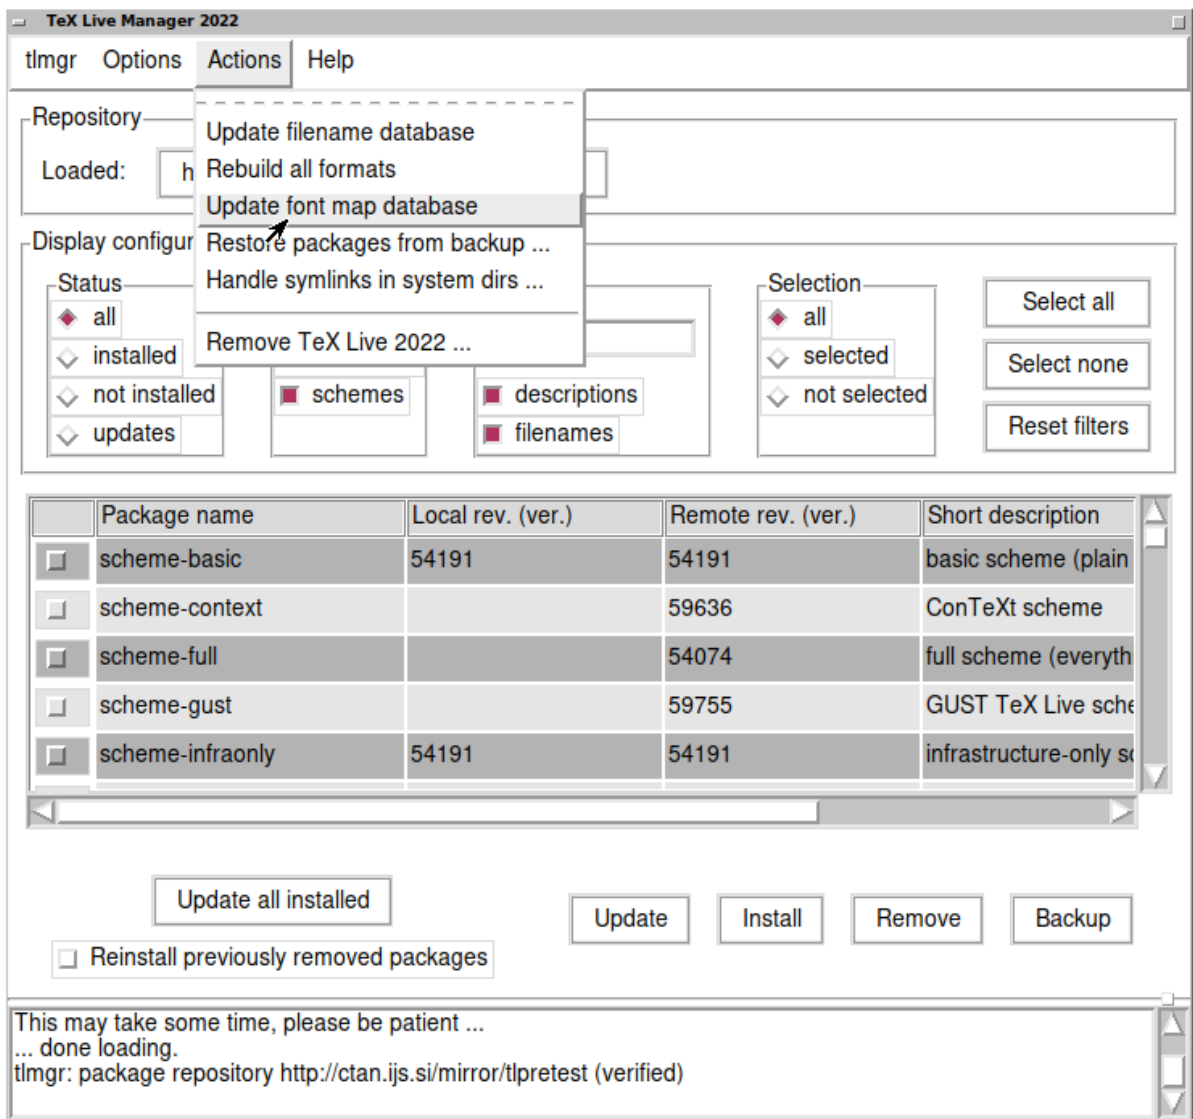 TeX Live Manager 2022
tlmgr Options Actions Help
Repository
Loaded: h
Update filename database
Rebuild all formats
Update font map database
Restore packages from backup ...
Handle symlinks in system dirs ...
Remove TeX Live 2022 ...
Display configur
Status
all
installed
not installed
updates
schemes
descriptions
filenames
Selection
all
selected
not selected
Select all
Select none
Reset filters
Package name Local rev. (ver.) Remote rev. (ver.) Short description
scheme-basic 54191 54191 basic scheme (plain
scheme-context 59636 ConTeXt scheme
scheme-full 54074 full scheme (everyth
scheme-gust 59755 GUST TeX Live sche
scheme-infraonly 54191 54191 infrastructure-only sc
Update all installed
Reinstall previously removed packages
Update Install Remove Backup
This may take some time, please be patient ...
... done loading.
tlmgr: package repository http://ctan.ijs.si/mirror/tlpretest (verified)